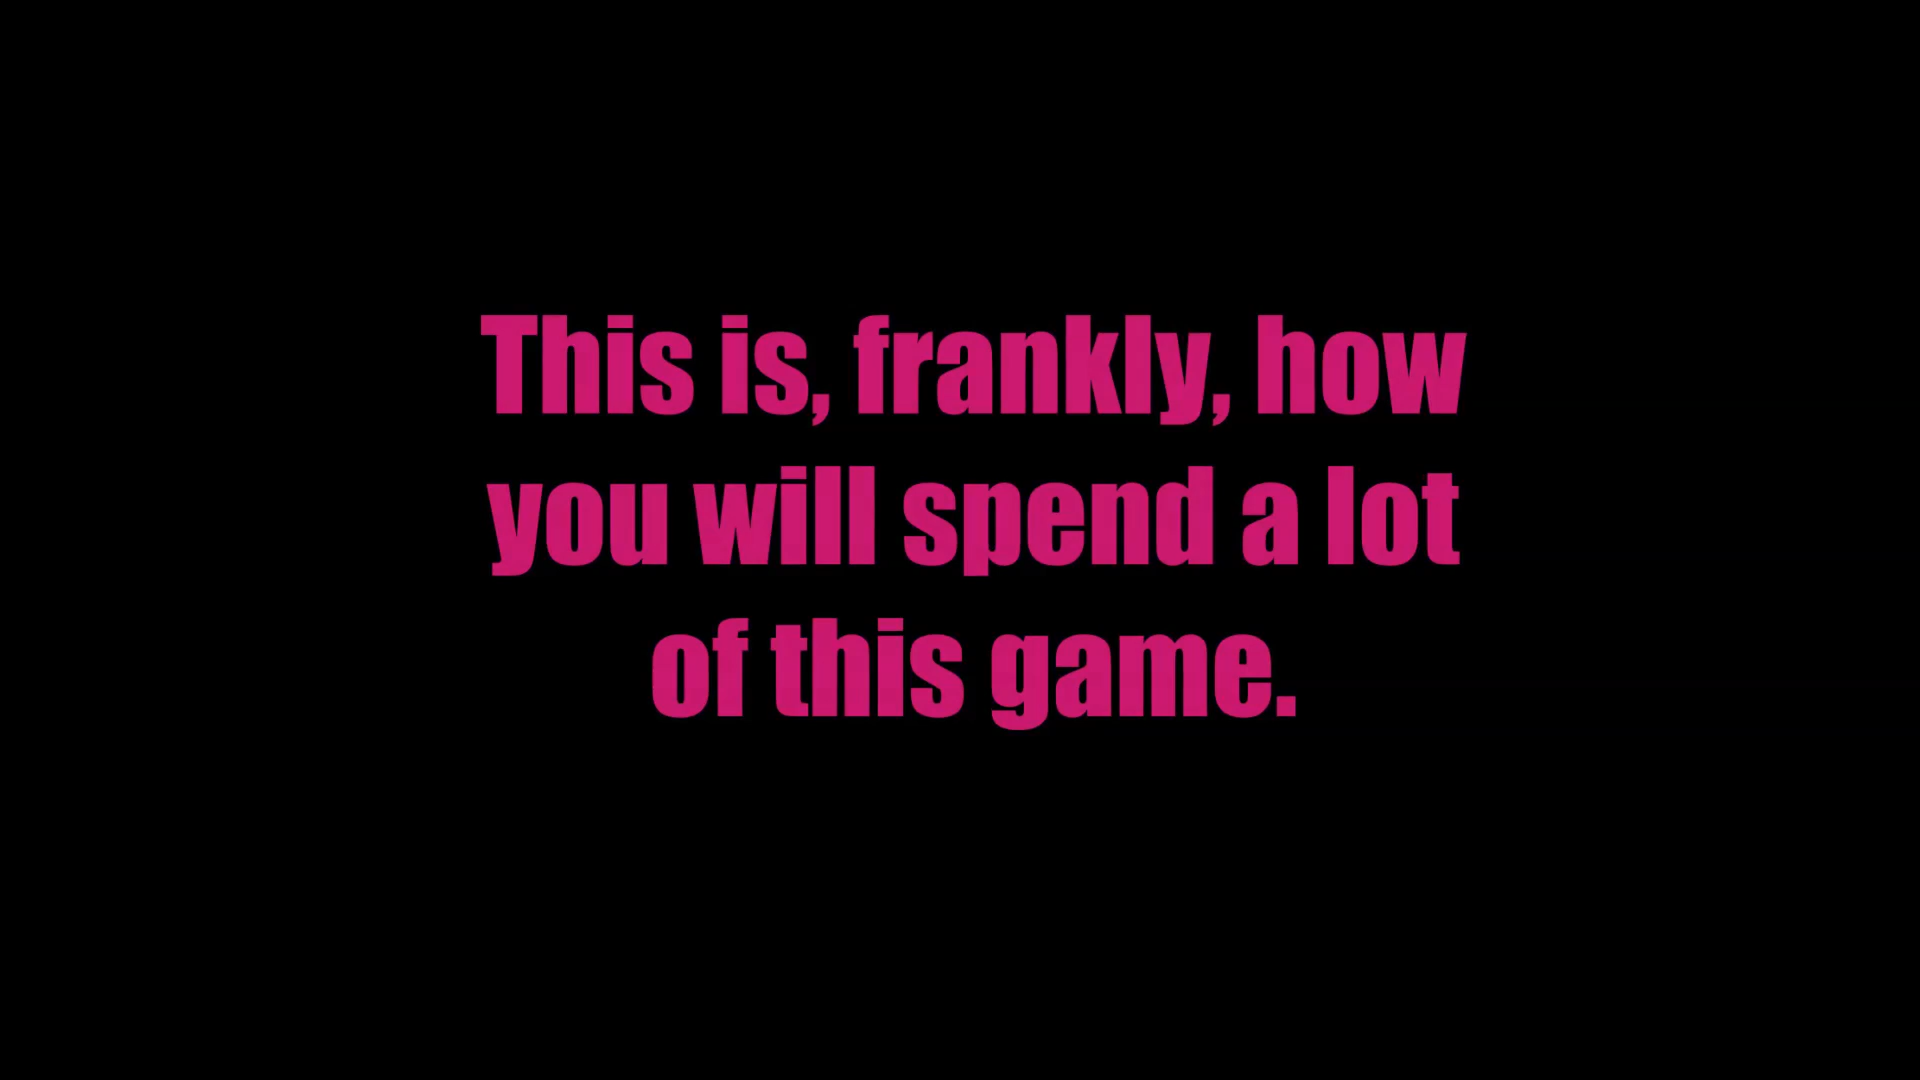 This is, frankly, how
you will spend a lot
of this game.